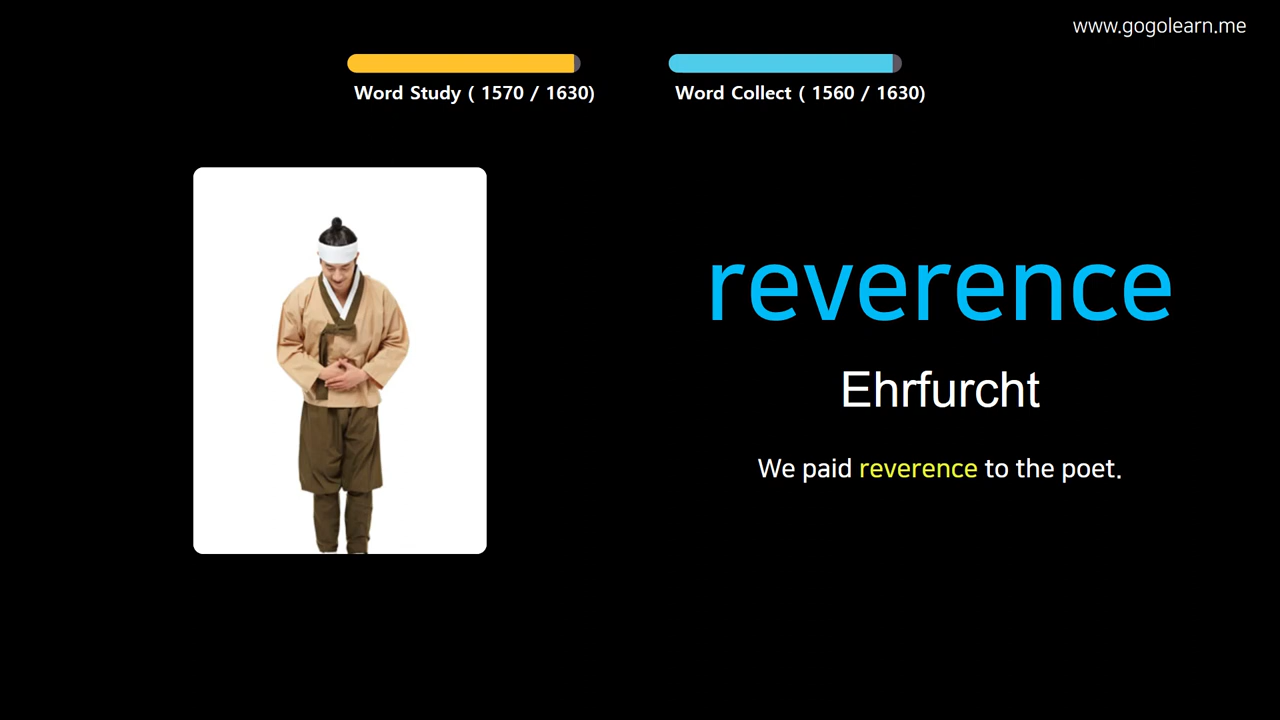 www.gogolearn.me
Word Study ( 1570 / 1630)
Word Collect ( 1560 / 1630)
reverence
Ehrfurcht
We paid reverence to the poet.